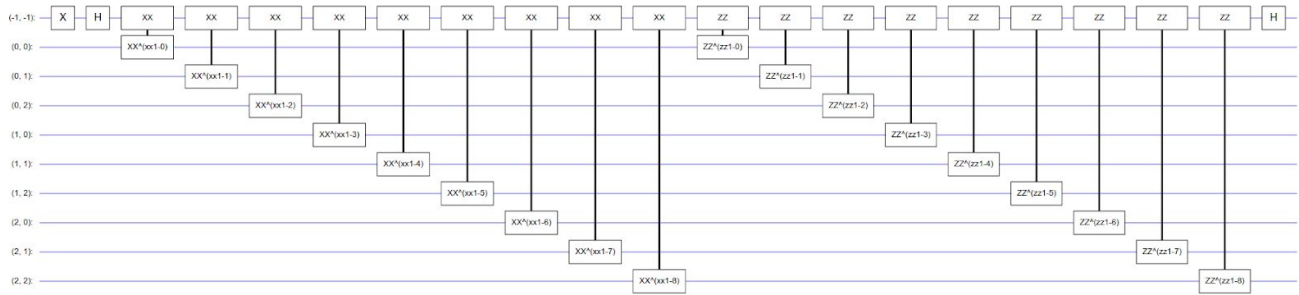 (-1, -1): X H XX XX XX XX XX XX XX XX XX ZZ ZZ ZZ ZZ ZZ ZZ ZZ ZZ ZZ H
(0, 0): XX^(xx1-0) ZZ^(zz1-0)
(0, 1): XX^(xx1-1) ZZ^(zz1-1)
(0, 2): XX^(xx1-2) ZZ^(zz1-2)
(1, 0): XX^(xx1-3) ZZ^(zz1-3)
(1, 1): XX^(xx1-4) ZZ^(zz1-4)
(1, 2): XX^(xx1-5) ZZ^(zz1-5)
(2, 0): XX^(xx1-6) ZZ^(zz1-6)
(2, 1): XX^(xx1-7) ZZ^(zz1-7)
(2, 2): XX^(xx1-8) ZZ^(zz1-8)